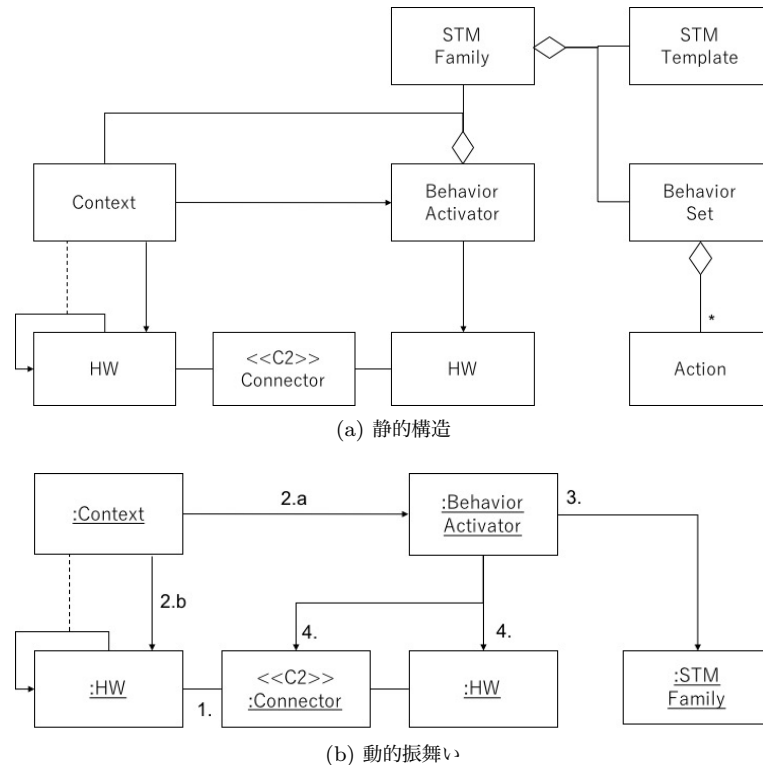 STM
Family
STM
Template
Context
Behavior
Activator
Behavior
Set
*
HW
<<C2>>
Connector
HW
Action
(a) 静的構造
:Context
2.a
:Behavior
Activator
3.
2.b
4.
4.
:HW
1.
<<C2>>
:Connector
:HW
:STM
Family
(b) 動的振舞い